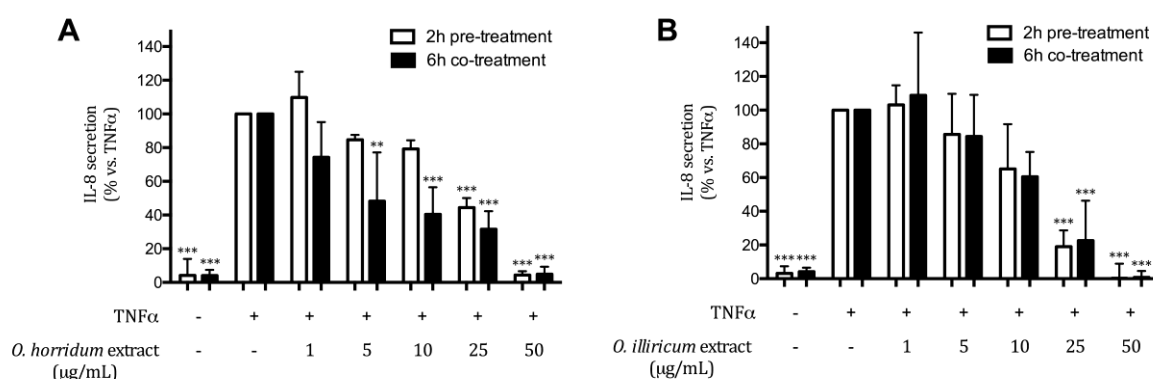 A
2h pre-treatment
6h co-treatment
IL-8 secretion
(% vs. TNFα)
140
120
100
80
60
40
20
0
*** *** ** *** *** *** *** ***
TNFα - + + + + + +
O. horridum extract - - 1 5 10 25 50
(µg/mL)
B
2h pre-treatment
6h co-treatment
IL-8 secretion
(% vs. TNFα)
140
120
100
80
60
40
20
0
*** *** *** *** *** ***
TNFα - + + + + + +
O. illiricum extract - - 1 5 10 25 50
(µg/mL)